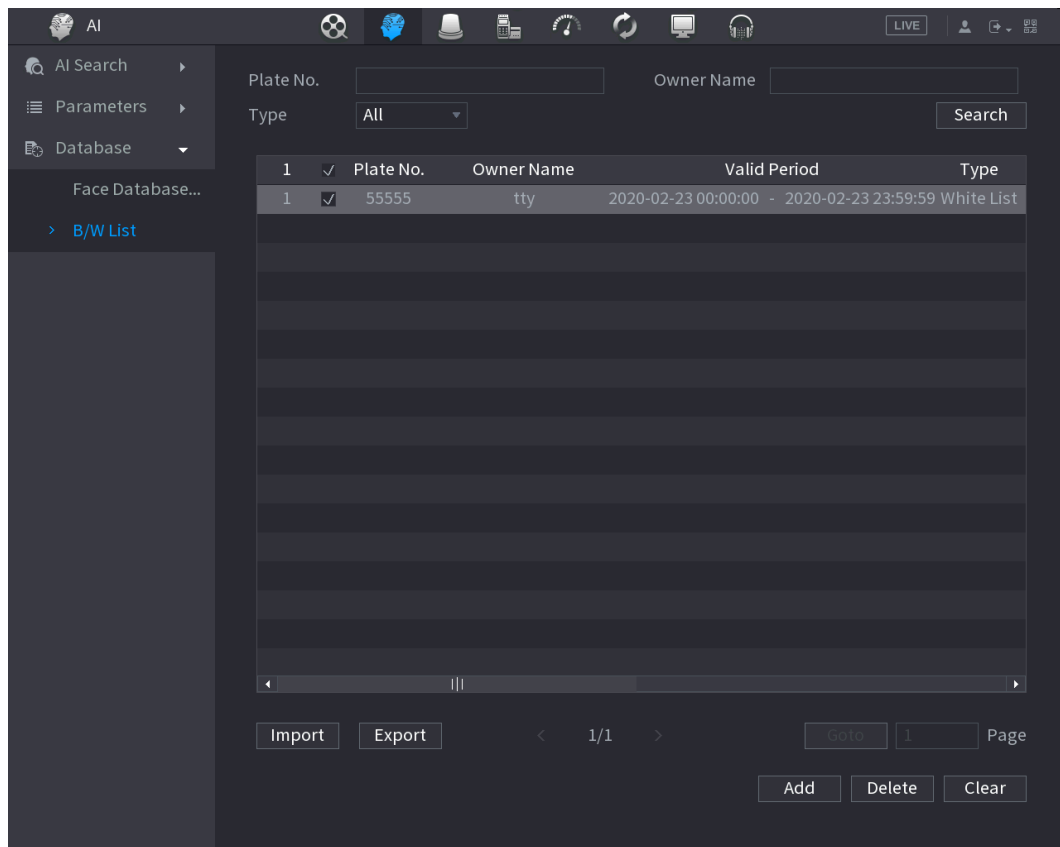 AI
LIVE
AI Search
Parameters
Database
Face Database...
B/W List
Plate No.
Owner Name
Type
All
Search
1 Plate No. Owner Name Valid Period Type
1 55555 tty 2020-02-23 00:00:00 - 2020-02-23 23:59:59 White List
Import
Export
< 1/1 >
Goto
1
Page
Add
Delete
Clear